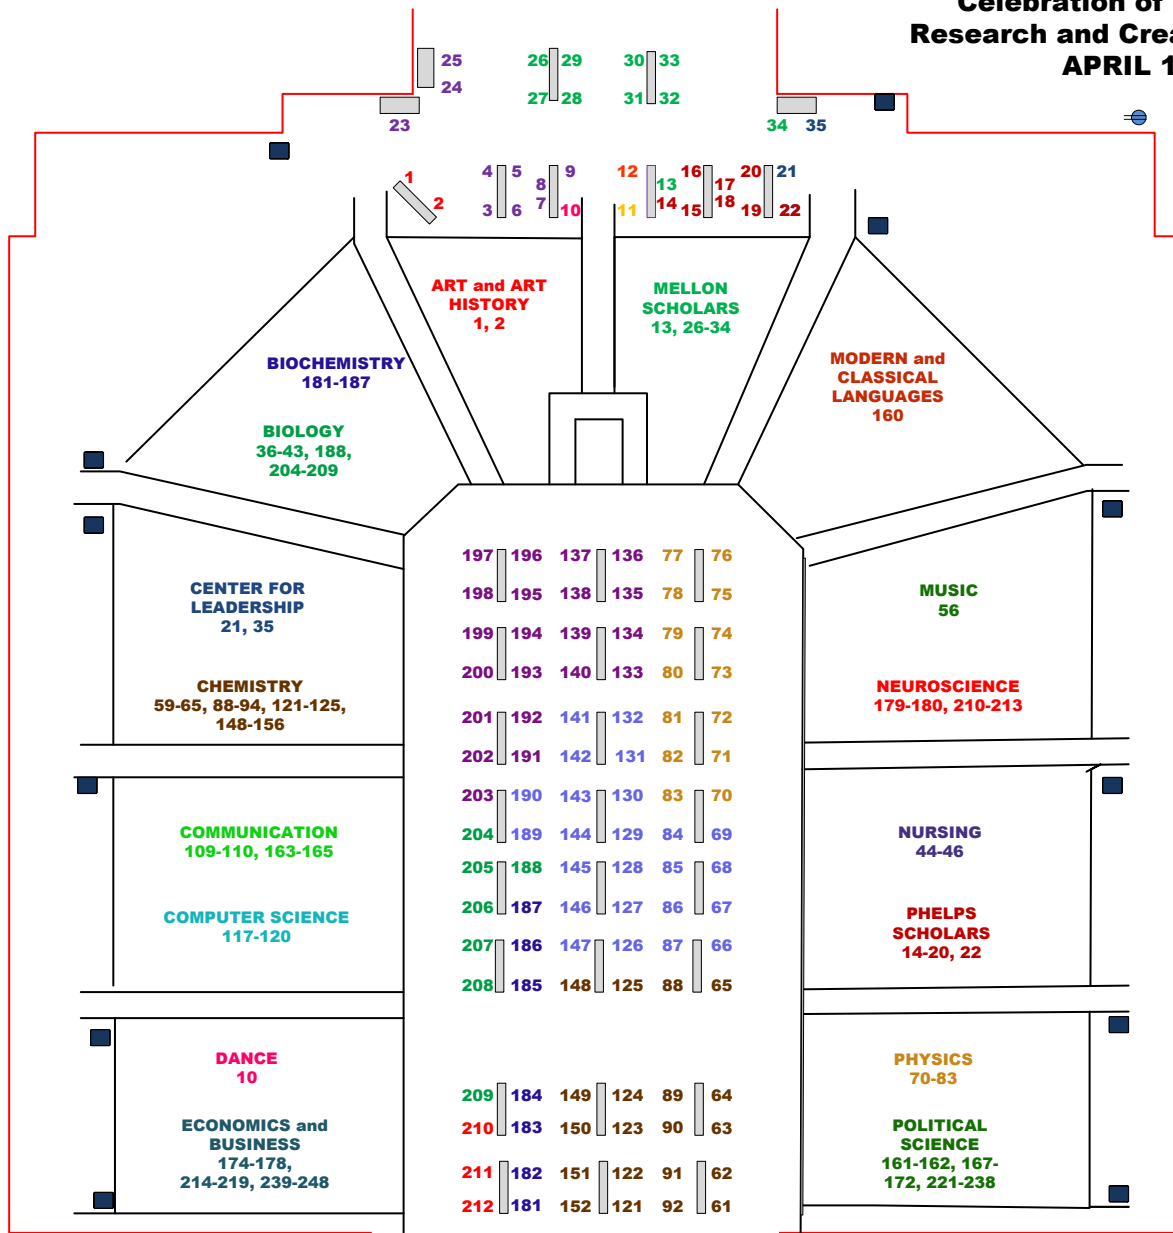 Celebration of
Research and Crea
APRIL 1
25 26 29 30 33
24 27 28 31 32
23 34 35
1 4 5 8 9 12 13 16 17 20 21
2 3 6 7 10 11 14 15 18 19 22
ART and ART
HISTORY
1, 2
MELLON
SCHOLARS
13, 26-34
BIOCHEMISTRY
181-187
MODERN and
CLASSICAL
LANGUAGES
160
BIOLOGY
36-43, 188,
204-209
197 196 137 136 77 76
198 195 138 135 78 75
199 194 139 134 79 74
200 193 140 133 80 73
201 192 141 132 81 72
202 191 142 131 82 71
203 190 143 130 83 70
204 189 144 129 84 69
205 188 145 128 85 68
206 187 146 127 86 67
207 186 147 126 87 66
208 185 148 125 88 65
209 184 149 124 89 64
210 183 150 123 90 63
211 182 151 122 91 62
212 181 152 121 92 61
CENTER FOR
LEADERSHIP
21, 35
CHEMISTRY
59-65, 88-94, 121-125,
148-156
COMMUNICATION
109-110, 163-165
COMPUTER SCIENCE
117-120
DANCE
10
ECONOMICS and
BUSINESS
174-178,
214-219, 239-248
MUSIC
56
NEUROSCIENCE
179-180, 210-213
NURSING
44-46
PHELPS
SCHOLARS
14-20, 22
PHYSICS
70-83
POLITICAL
SCIENCE
161-162, 167-
172, 221-238